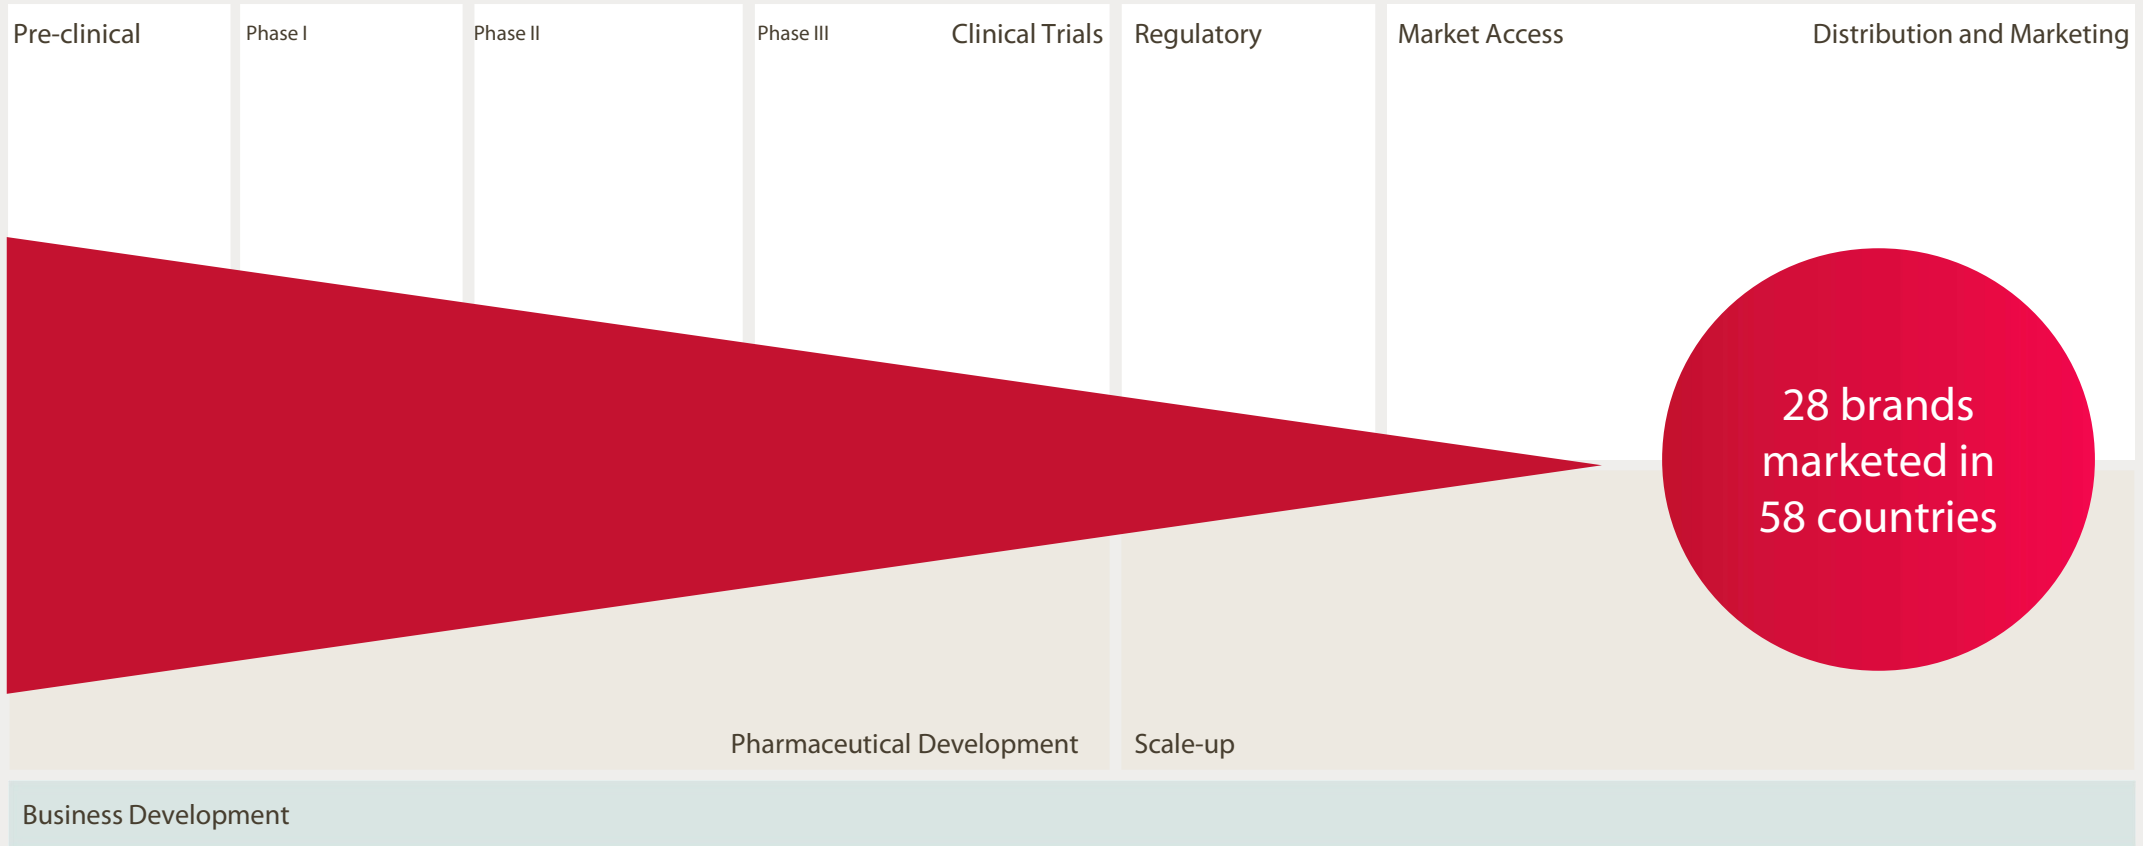 Pre-clinical
Phase I
Phase II
Phase III
Clinical Trials
Regulatory
Market Access
Distribution and Marketing
28 brands
marketed in
58 countries
Pharmaceutical Development
Scale-up
Business Development